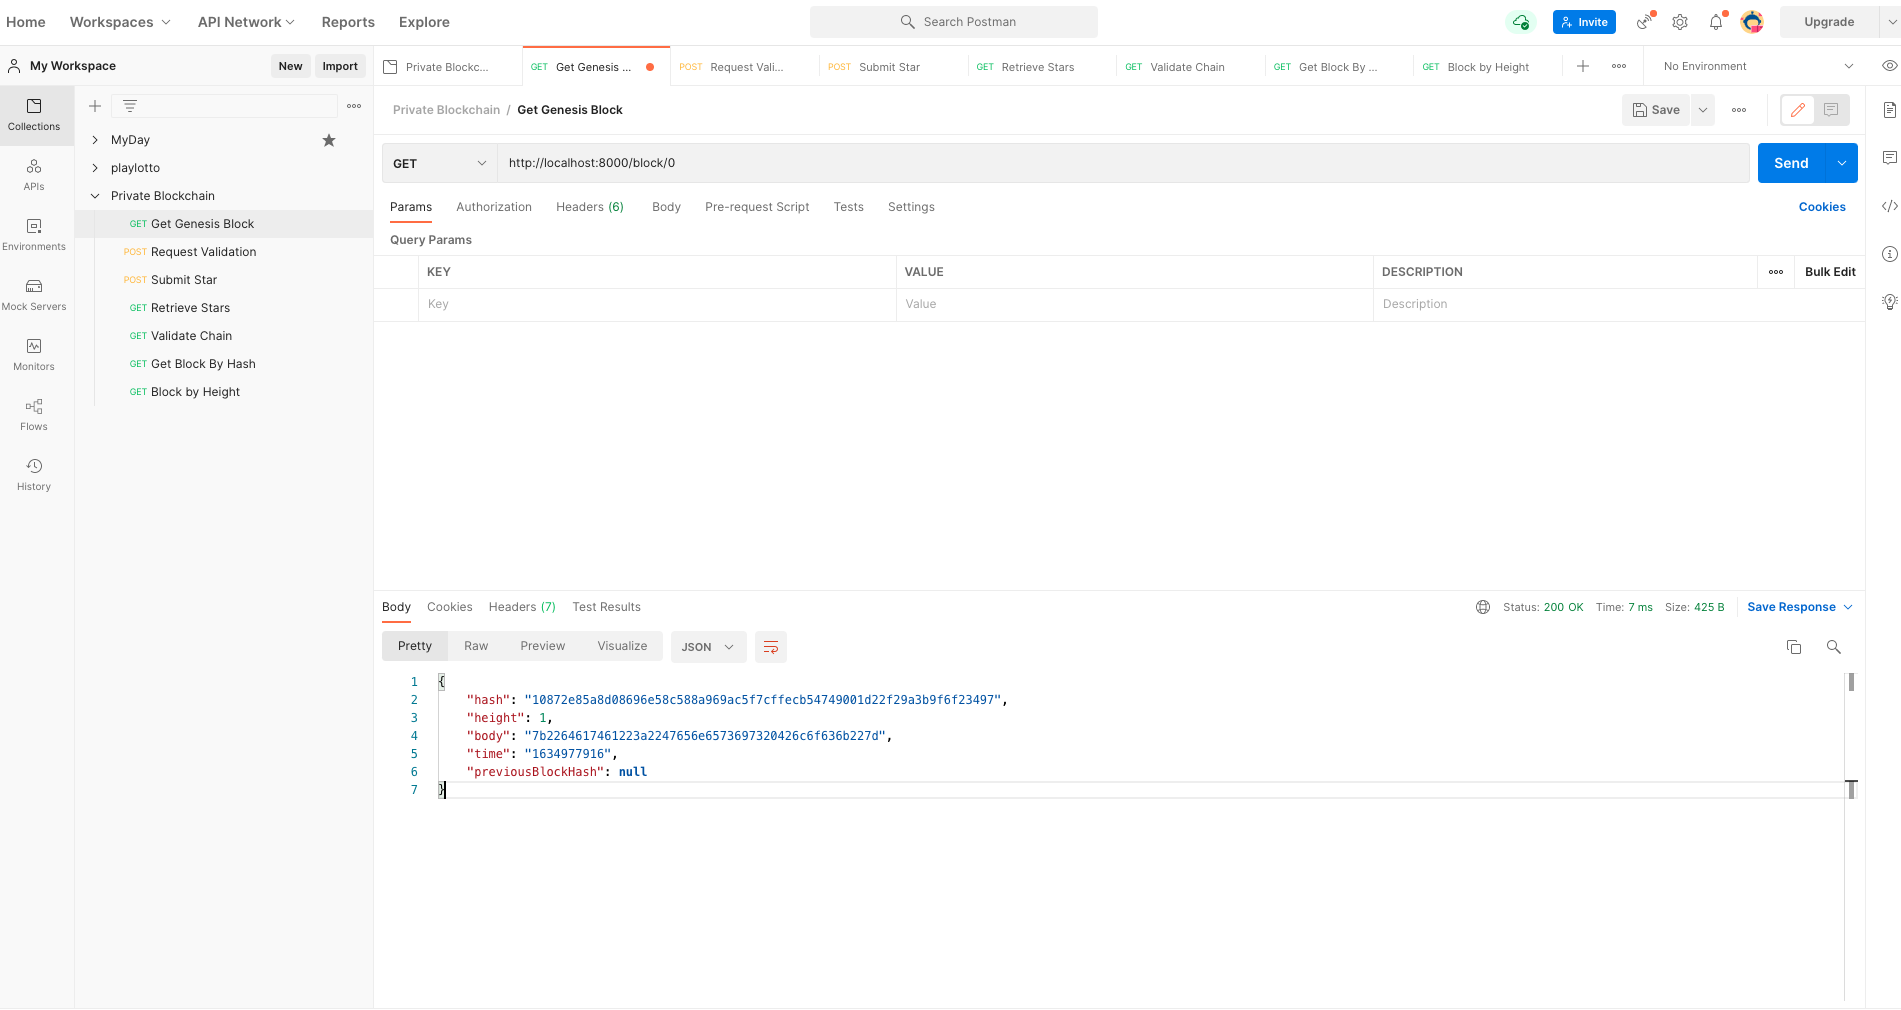 Home Workspaces API Network Reports Explore Search Postman Invite Upgrade
My Workspace New Import
Private Blockc... GET Get Genesis ... POST Request Vali... POST Submit Star GET Retrieve Stars GET Validate Chain GET Get Block By ... GET Block by Height No Environment
Collections
APIs
Environments
Mock Servers
Monitors
Flows
History
MyDay
playlotto
Private Blockchain
GET Get Genesis Block
POST Request Validation
POST Submit Star
GET Retrieve Stars
GET Validate Chain
GET Get Block By Hash
GET Block by Height
Private Blockchain / Get Genesis Block Save
GET http://localhost:8000/block/0 Send
Params Authorization Headers (6) Body Pre-request Script Tests Settings Cookies
Query Params
KEY VALUE DESCRIPTION Bulk Edit
Key Value Description
Body Cookies Headers (7) Test Results Status: 200 OK Time: 7 ms Size: 425 B Save Response
Pretty Raw Preview Visualize JSON
1 {
2 "hash": "10872e85a8d08696e58c588a969ac5f7cffecb54749001d22f29a3b9f6f23497",
3 "height": 1,
4 "body": "7b2264617461223a2247656e6573697320426c6f636b227d",
5 "time": "1634977916",
6 "previousBlockHash": null
7 }